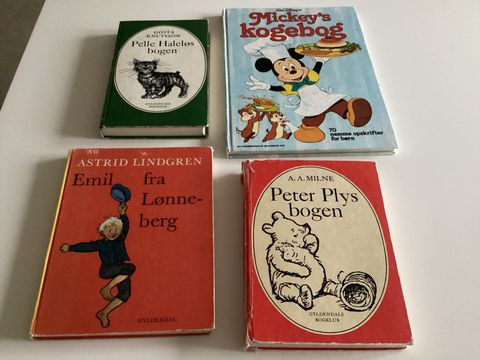 GÖSTA
KNUTSSON
Pelle Haleløs
bogen
GYLDENDALS
BOGKLUB
Walt Disney's
Mickey's
kogebog
70
nemme opskrifter
for børn
ASTRID LINDGREN
Emil fra
Lønne-
berg
GYLDENDAL
A. A. MILNE
Peter Plys
bogen
GYLDENDALS
BOGKLUB